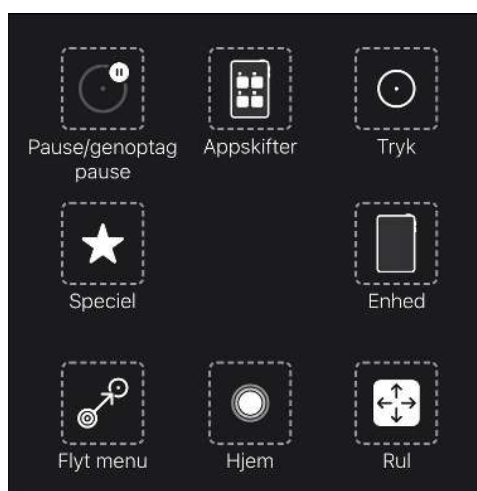 Pause/genoptag
pause
Appskifter
Tryk
Speciel
Enhed
Flyt menu
Hjem
Rul